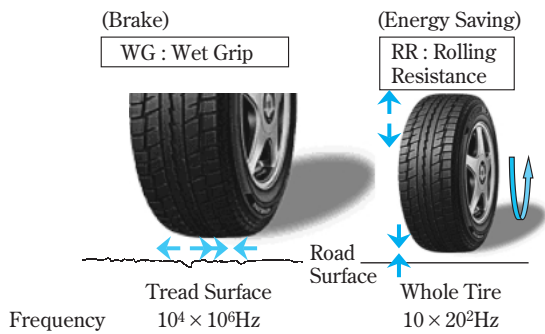 (Brake)
WG : Wet Grip
(Energy Saving)
RR : Rolling
Resistance
Road
Surface
Tread Surface
Whole Tire
Frequency
10⁴ × 10⁶Hz
10 × 20²Hz